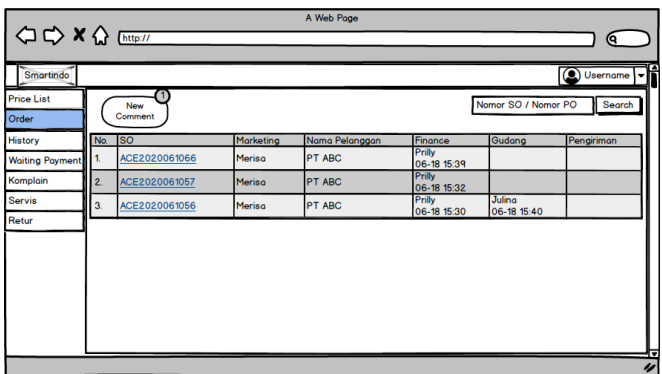 A Web Page
http://
Smartindo
Username
Price List
Order
History
Waiting Payment
Komplain
Servis
Retur
New
Comment
1
Nomor SO / Nomor PO
Search
No. SO Marketing Nama Pelanggan Finance Gudang Pengiriman
1. ACE2020061066 Merisa PT ABC Prilly
06-18 15:39
2. ACE2020061057 Merisa PT ABC Prilly
06-18 15:32
3. ACE2020061056 Merisa PT ABC Prilly Julina
06-18 15:30 06-18 15:40